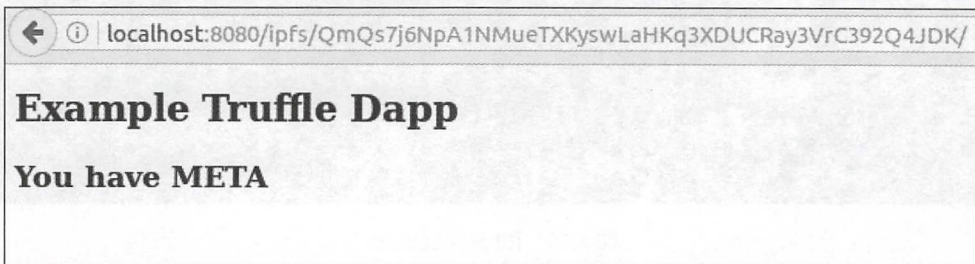 localhost:8080/ipfs/QmQs7j6NpA1NMueTXKyswLaHKq3XDUCRay3VrC392Q4JDK/
Example Truffle Dapp
You have META